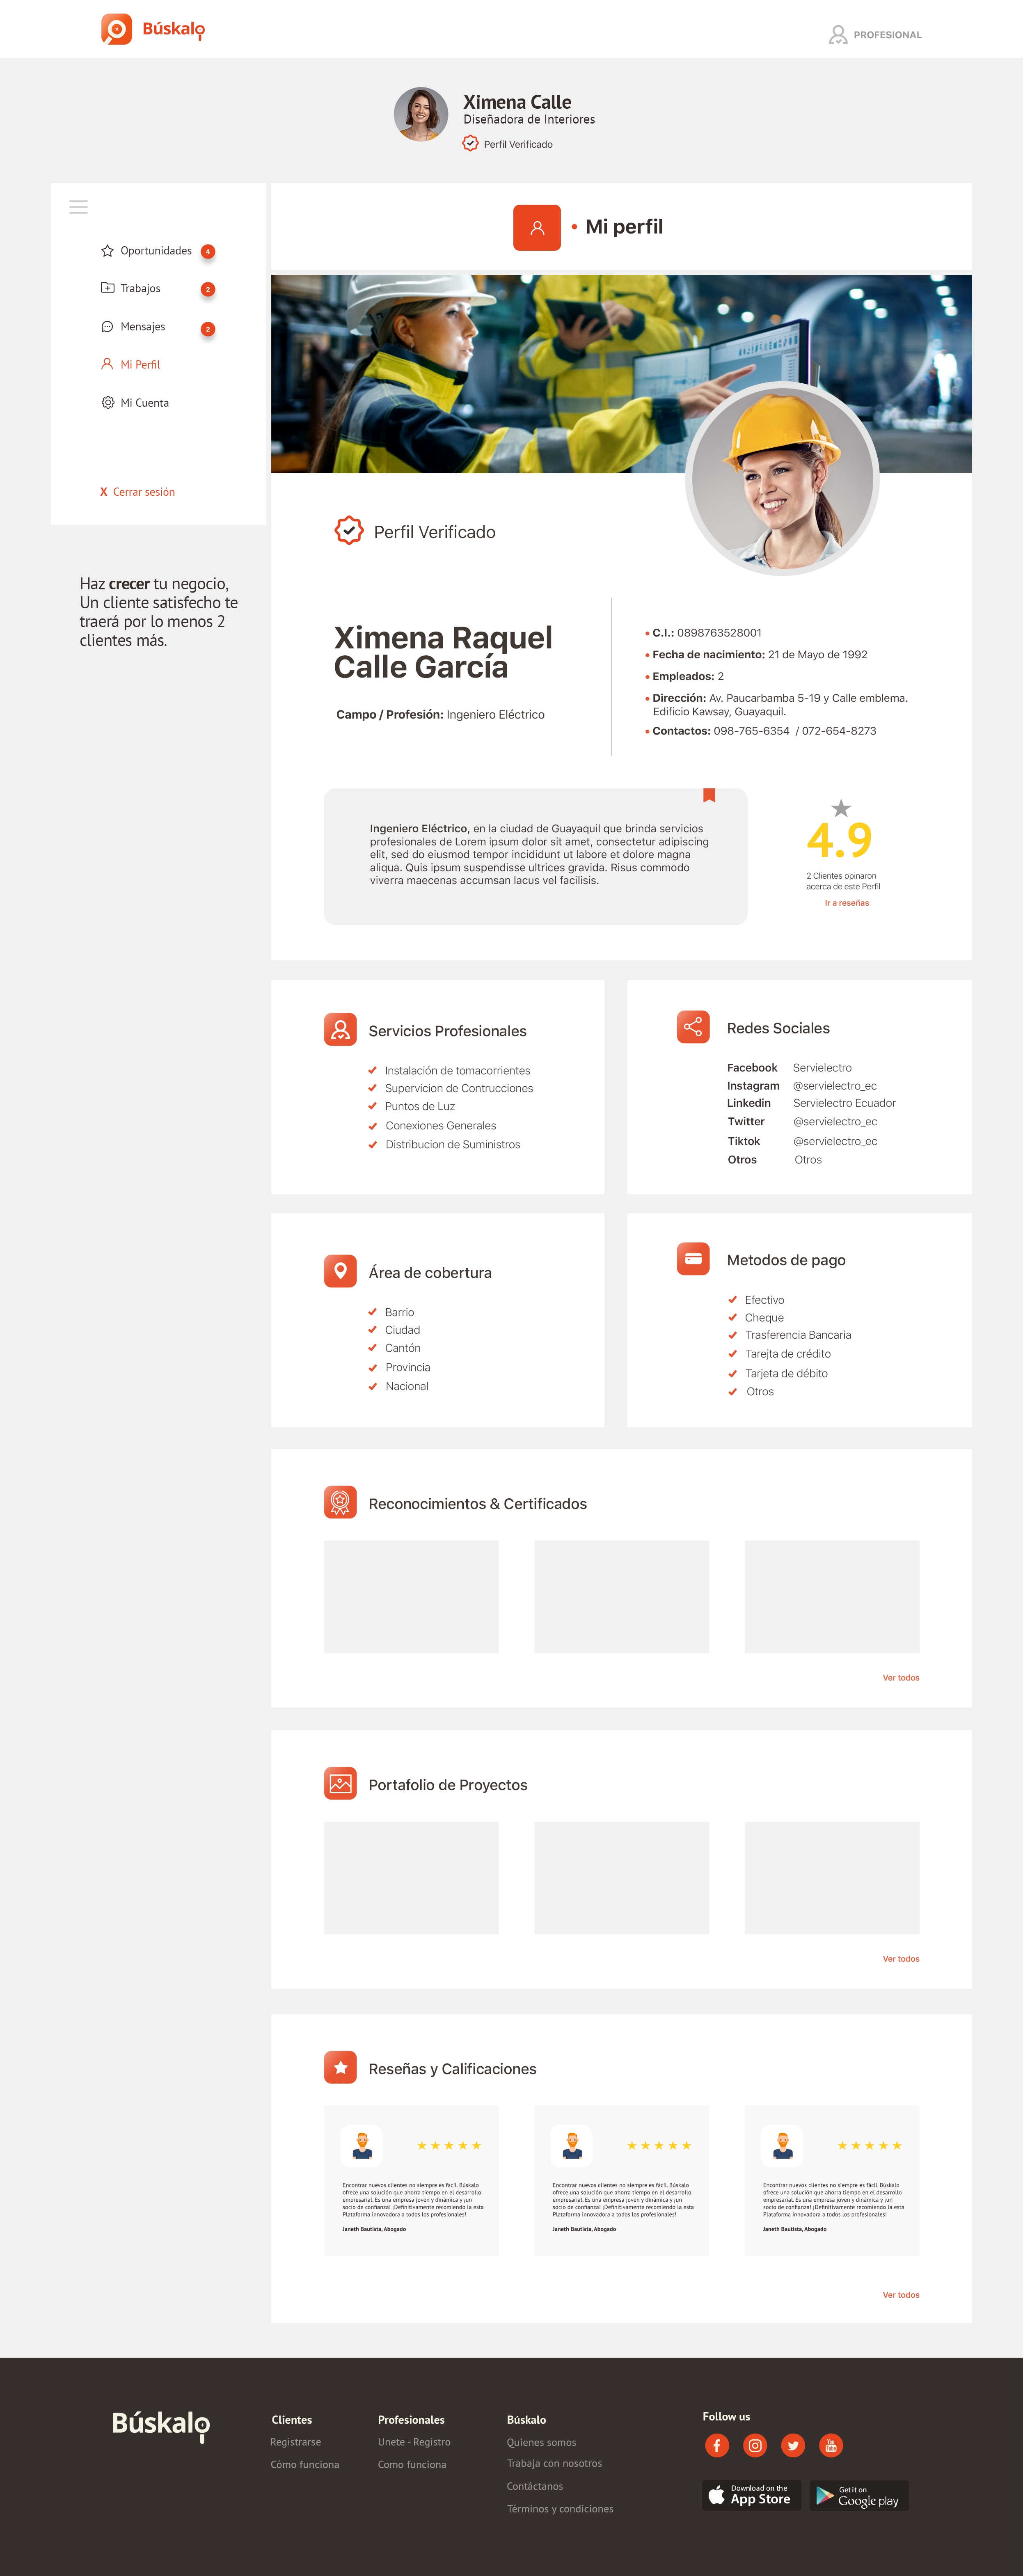 Búskalo
PROFESIONAL
Ximena Calle
Diseñadora de Interiores
Perfil Verificado
Oportunidades 4
Trabajos 2
Mensajes 2
Mi Perfil
Mi Cuenta
X Cerrar sesión
Haz crecer tu negocio,
Un cliente satisfecho te
traerá por lo menos 2
clientes más.
• Mi perfil
Perfil Verificado
Ximena Raquel
Calle García
Campo / Profesión: Ingeniero Eléctrico
• C.I.: 0898763528001
• Fecha de nacimiento: 21 de Mayo de 1992
• Empleados: 2
• Dirección: Av. Paucarbamba 5-19 y Calle emblema.
Edificio Kawsay, Guayaquil.
• Contactos: 098-765-6354 / 072-654-8273
Ingeniero Eléctrico, en la ciudad de Guayaquil que brinda servicios
profesionales de Lorem ipsum dolor sit amet, consectetur adipiscing
elit, sed do eiusmod tempor incididunt ut labore et dolore magna
aliqua. Quis ipsum suspendisse ultrices gravida. Risus commodo
viverra maecenas accumsan lacus vel facilisis.
4.9
2 Clientes opinaron
acerca de este Perfil
Ir a reseñas
Servicios Profesionales
Instalación de tomacorrientes
Supervicion de Contrucciones
Puntos de Luz
Conexiones Generales
Distribucion de Suministros
Redes Sociales
Facebook Servielectro
Instagram @servielectro_ec
Linkedin Servielectro Ecuador
Twitter @servielectro_ec
Tiktok @servielectro_ec
Otros Otros
Área de cobertura
Barrio
Ciudad
Cantón
Provincia
Nacional
Metodos de pago
Efectivo
Cheque
Trasferencia Bancaria
Tarejta de crédito
Tarjeta de débito
Otros
Reconocimientos & Certificados
Ver todos
Portafolio de Proyectos
Ver todos
Reseñas y Calificaciones
Encontrar nuevos clientes no siempre es fácil. Búskalo
ofrece una solución que ahorra tiempo en el desarrollo
empresarial. Es una empresa joven y dinámica y ¡un
socio de confianza! ¡Definitivamente recomiendo la esta
Plataforma innovadora a todos los profesionales!
Janeth Bautista, Abogado
Encontrar nuevos clientes no siempre es fácil. Búskalo
ofrece una solución que ahorra tiempo en el desarrollo
empresarial. Es una empresa joven y dinámica y ¡un
socio de confianza! ¡Definitivamente recomiendo la esta
Plataforma innovadora a todos los profesionales!
Janeth Bautista, Abogado
Encontrar nuevos clientes no siempre es fácil. Búskalo
ofrece una solución que ahorra tiempo en el desarrollo
empresarial. Es una empresa joven y dinámica y ¡un
socio de confianza! ¡Definitivamente recomiendo la esta
Plataforma innovadora a todos los profesionales!
Janeth Bautista, Abogado
Ver todos
Búskalo
Clientes
Registrarse
Cómo funciona
Profesionales
Unete - Registro
Como funciona
Búskalo
Quienes somos
Trabaja con nosotros
Contáctanos
Términos y condiciones
Follow us
You
Tube
Download on the
App Store
Get it on
Google play